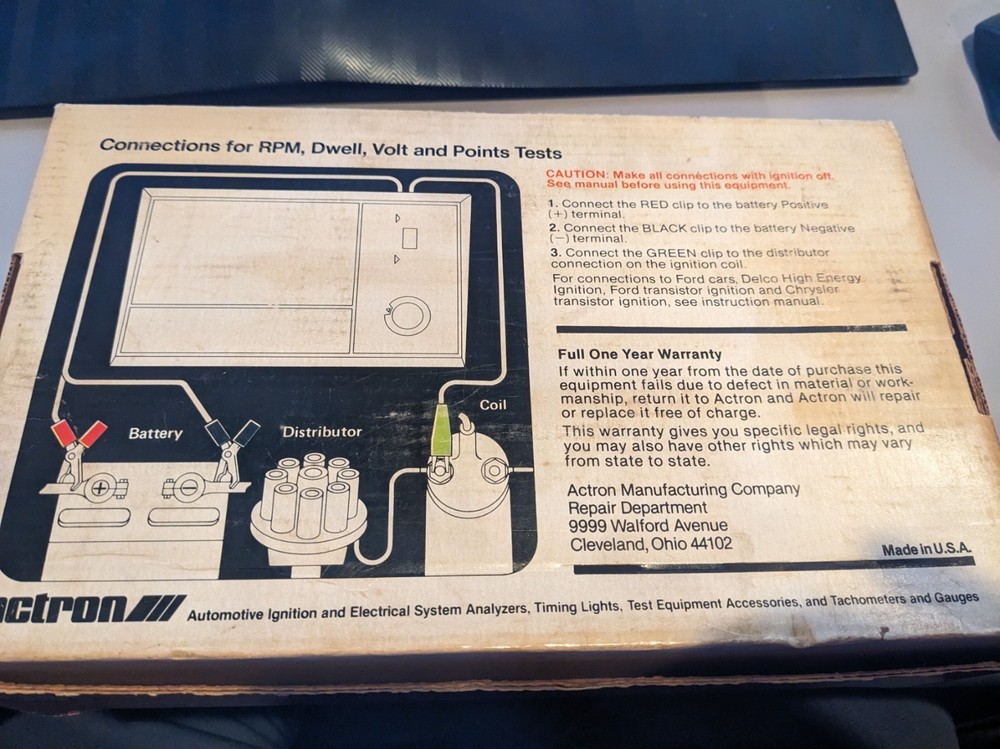 Connections for RPM, Dwell, Volt and Points Tests
CAUTION: Make all connections with ignition off.
See manual before using this equipment.
1. Connect the RED clip to the battery Positive
(+) terminal.
2. Connect the BLACK clip to the battery Negative
(−) terminal.
3. Connect the GREEN clip to the distributor
connection on the ignition coil.
For connections to Ford cars, Delco High Energy
Ignition, Ford transistor ignition and Chrysler
transistor ignition, see instruction manual.
Full One Year Warranty
If within one year from the date of purchase this
equipment fails due to defect in material or work-
manship, return it to Actron and Actron will repair
or replace it free of charge.
This warranty gives you specific legal rights, and
you may also have other rights which may vary
from state to state.
Actron Manufacturing Company
Repair Department
9999 Walford Avenue
Cleveland, Ohio 44102
Made in U.S.A.
Battery
Distributor
Coil
+
−
actron
Automotive Ignition and Electrical System Analyzers, Timing Lights, Test Equipment Accessories, and Tachometers and Gauges